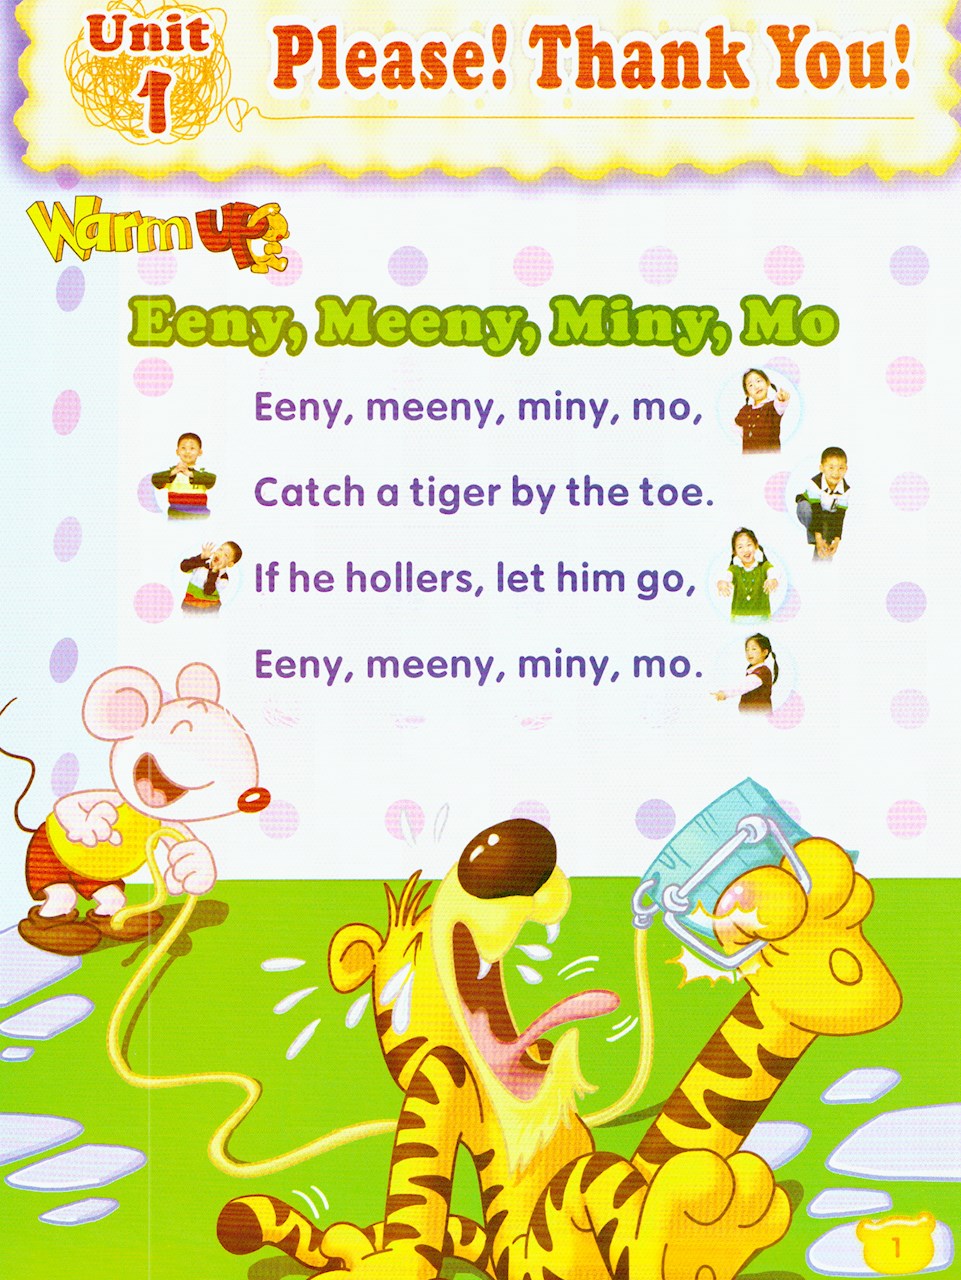 Unit
1
Please! Thank You!
Warm up
Eeny, Meeny, Miny, Mo
Eeny, meeny, miny, mo,
Catch a tiger by the toe.
If he hollers, let him go,
Eeny, meeny, miny, mo.
1